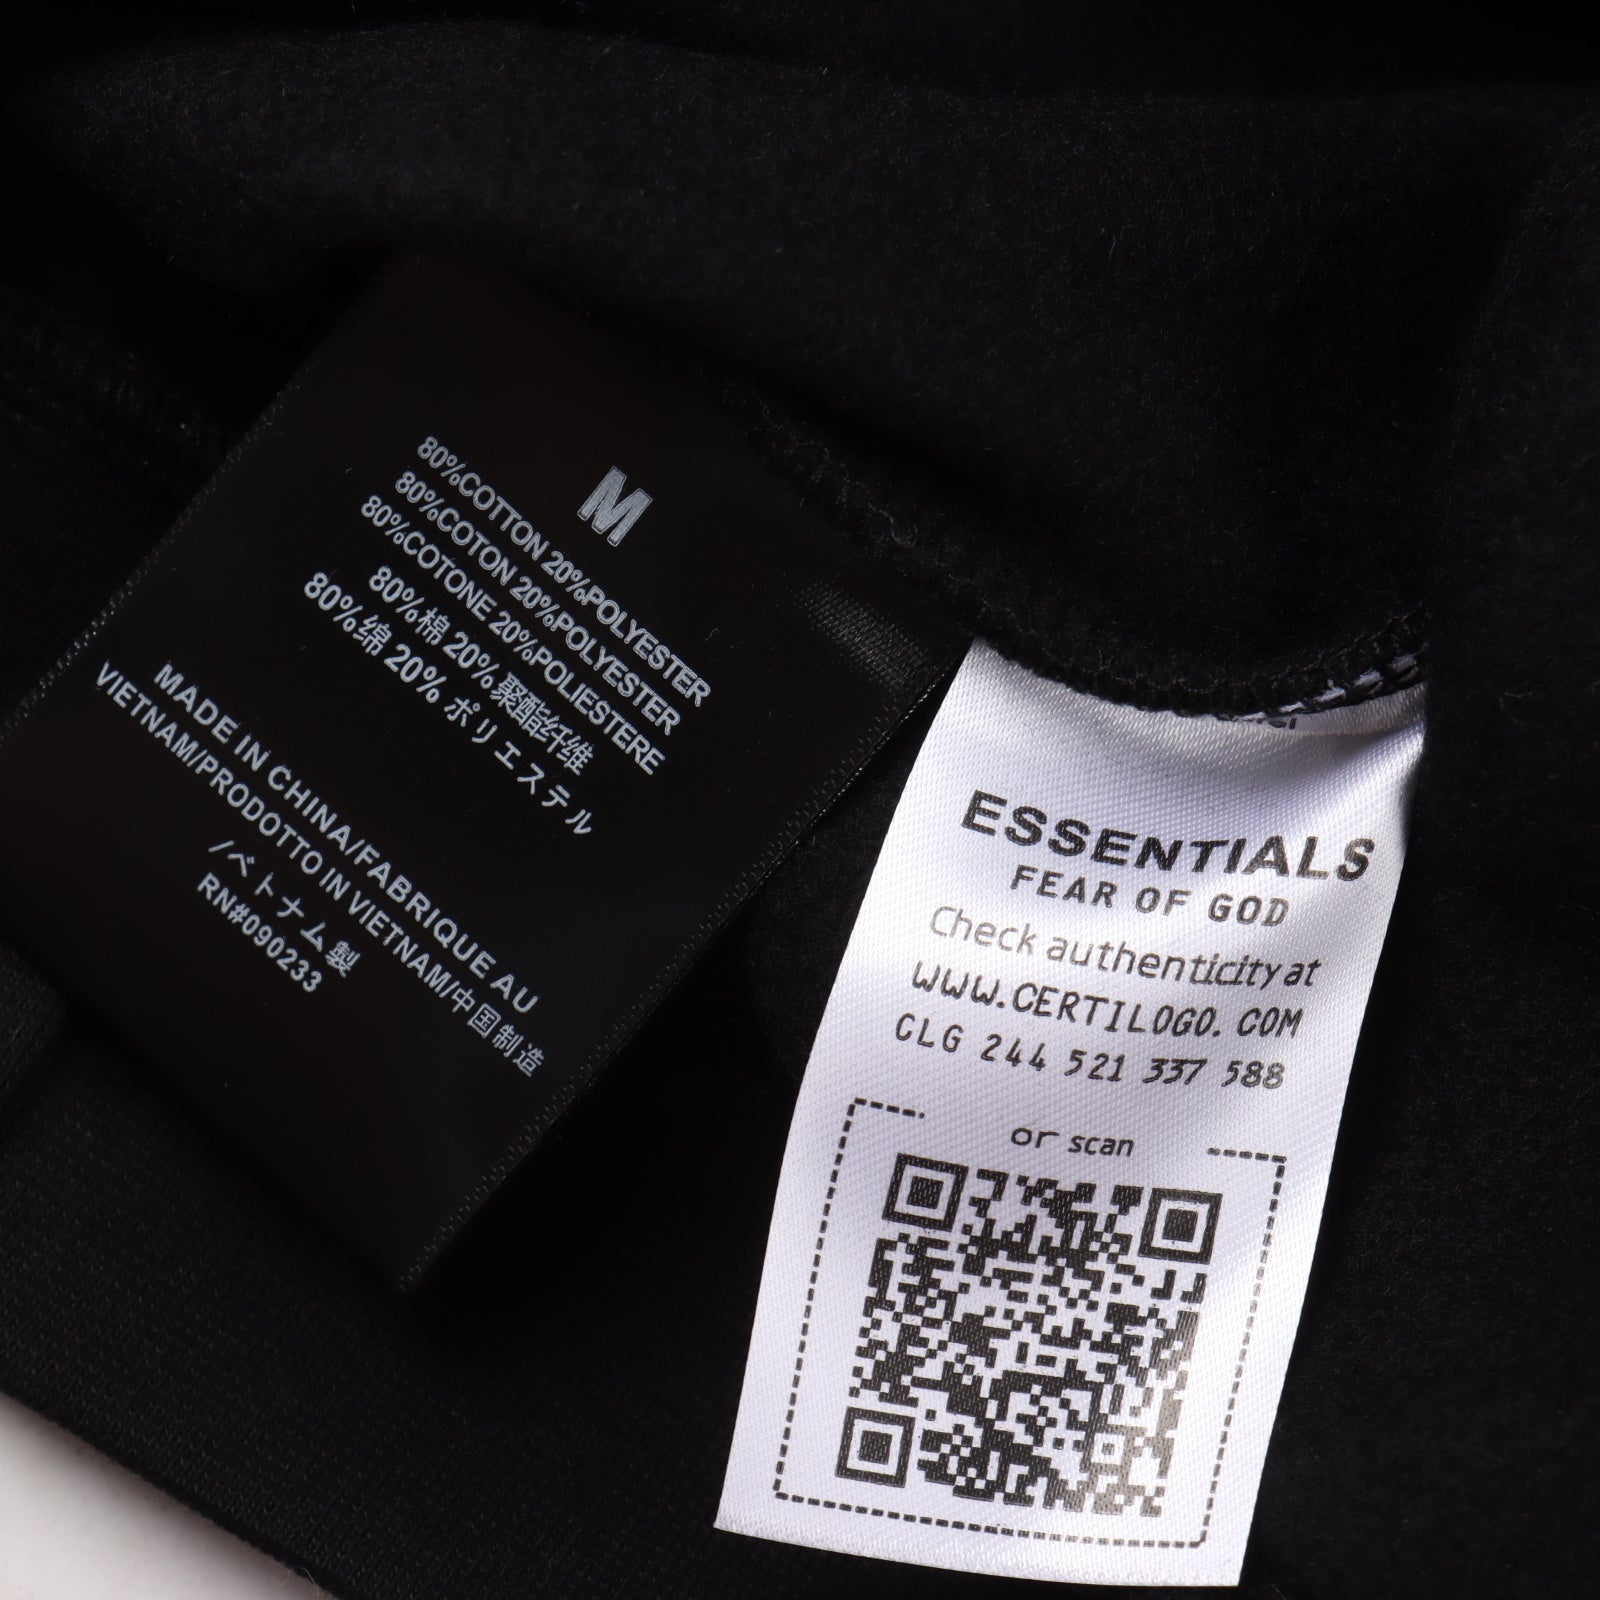 M
80%COTTON 20%POLYESTER
80%COTON 20%POLYESTER
80%COTONE 20%POLIESTERE
80%棉 20%聚酯纤维
80%绵 20% ポリエステル
MADE IN CHINA/FABRIQUE AU
VIETNAM/PRODOTTO IN VIETNAM/中国制造
/ベトナム製
RN#090233
ESSENTIALS
FEAR OF GOD
Check authenticity at
WWW.CERTILOGO.COM
CLG 244 521 337 588
or scan